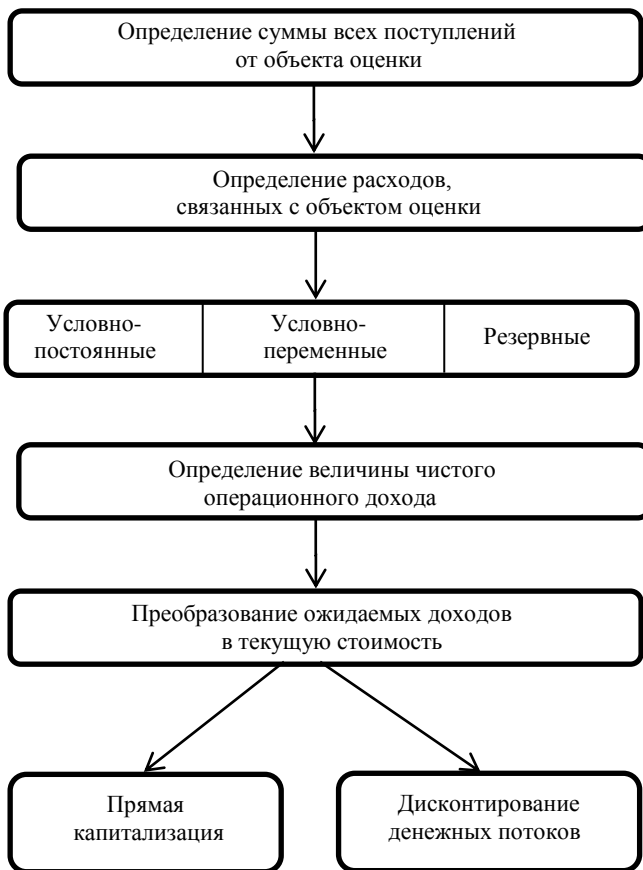 Определение суммы всех поступлений
от объекта оценки
Определение расходов,
связанных с объектом оценки
Условно-
постоянные
Условно-
переменные
Резервные
Определение величины чистого
операционного дохода
Преобразование ожидаемых доходов
в текущую стоимость
Прямая
капитализация
Дисконтирование
денежных потоков